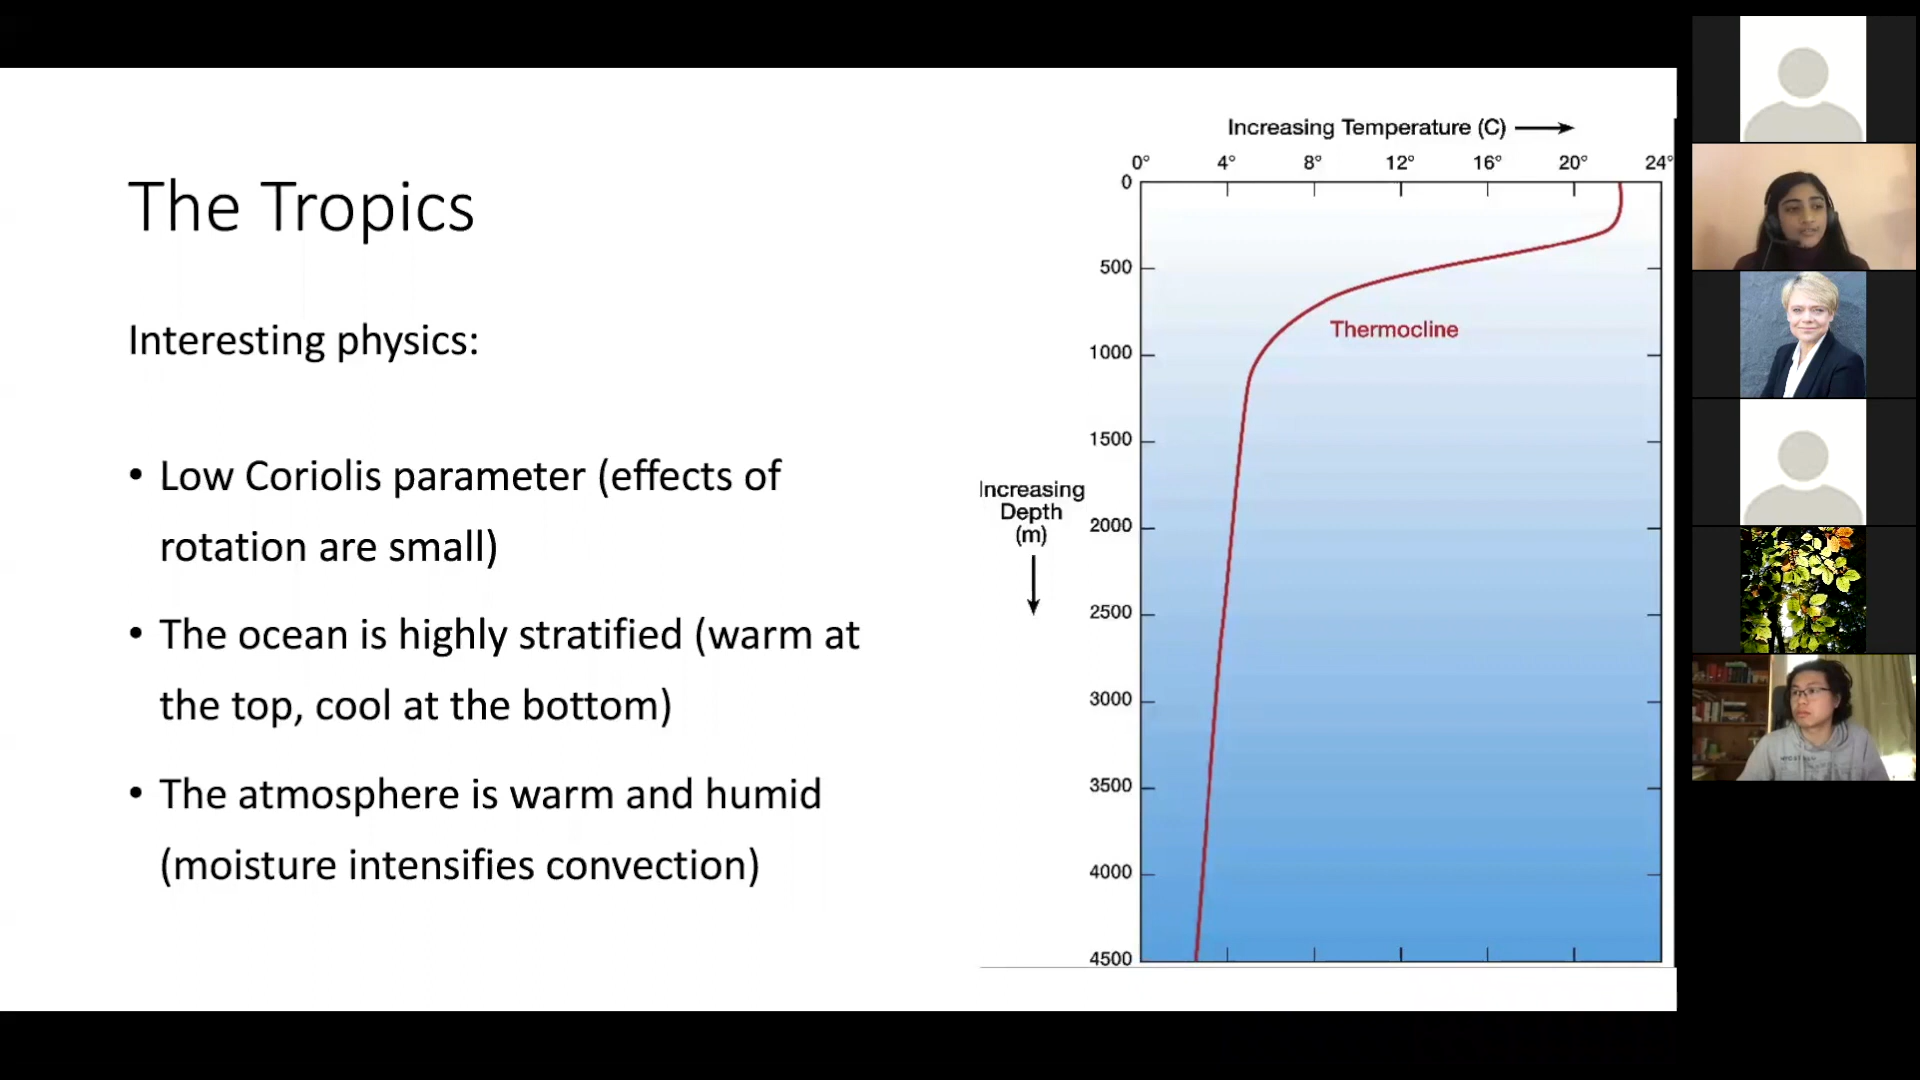 The Tropics
Interesting physics:
• Low Coriolis parameter (effects of
rotation are small)
• The ocean is highly stratified (warm at
the top, cool at the bottom)
• The atmosphere is warm and humid
(moisture intensifies convection)
Increasing Temperature (C)
0° 4° 8° 12° 16° 20° 24°
0
500
1000
1500
2000
2500
3000
3500
4000
4500
Thermocline
Increasing
Depth
(m)